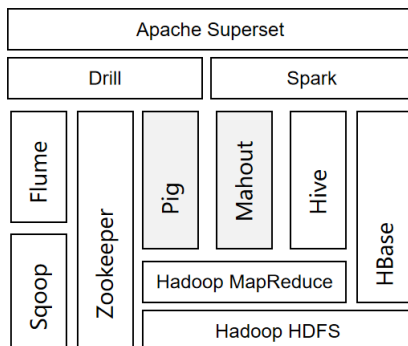 Apache Superset
Drill
Spark
Flume
Sqoop
Zookeeper
Pig
Mahout
Hive
HBase
Hadoop MapReduce
Hadoop HDFS